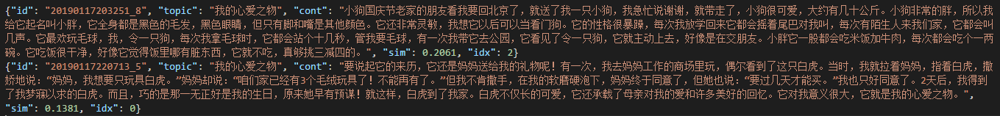 {"id": "20190117203251_8", "topic": "我的心爱之物", "cont": "小狗国庆节老家的朋友看我要回北京了，就送了我一只小狗，我急忙说谢谢，就带走了，小狗很可爱，大约有几十公斤。小狗非常的胖，所以我
给它起名叫小胖，它全身都是黑色的毛发，黑色眼睛，但只有脚和嘴是其他颜色。它还非常灵敏，我想它以后可以当看门狗。它的性格很暴躁，每次我放学回来它都会摇着尾巴对我叫，每次有陌生人来我们家，它都会叫
几声。它最欢玩毛球，我，令一只狗，每次我拿毛球时，它都会站个十几秒，管我要毛球，有一次我带它去公园，它看见了令一只狗，它就主动上去，好像是在交朋友。小胖它一般都会吃米饭加牛肉，每次都会吃个一两
碗。它吃饭很干净，好像它觉得饭里哪有脏东西，它就不吃，真够挑三减四的。", "sim": 0.2061, "idx": 2}
{"id": "20190117220713_5", "topic": "我的心爱之物", "cont": "要说起它的来历，它还是妈妈送给我的礼物呢！有一次，我去妈妈工作的商场里玩，偶尔看到了这只白虎。当时，我就拉着妈妈，指着白虎，撒
娇地说：“妈妈，我想要只玩具白虎。”妈妈却说：“咱们家已经有3个毛绒玩具了！不能再有了。”但我不肯撒手，在我的软磨硬泡下，妈妈终于同意了，但她也说：“要过几天才能买。”我也只好同意了。2天后，我得到
了我梦寐以求的白虎。而且，巧的是那一无正好是我的生日，原来她早有预谋！就这样，白虎到了我家。白虎不仅长的可爱，它还承载了母亲对我的爱和许多美好的回忆。它对我意义很大，它就是我的心爱之物。",
"sim": 0.1381, "idx": 0}